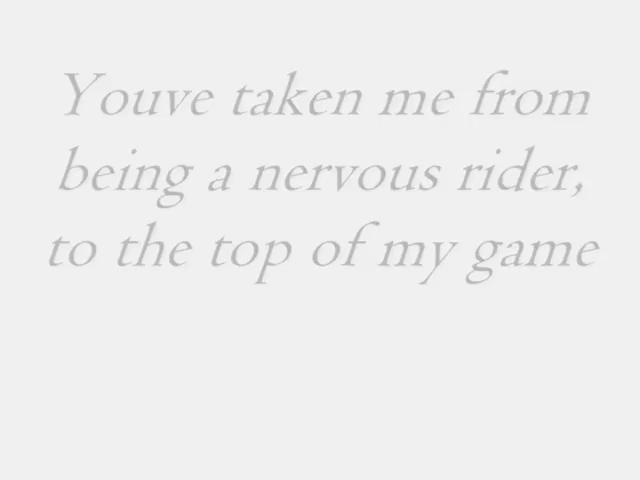 Youve taken me from
being a nervous rider,
to the top of my game